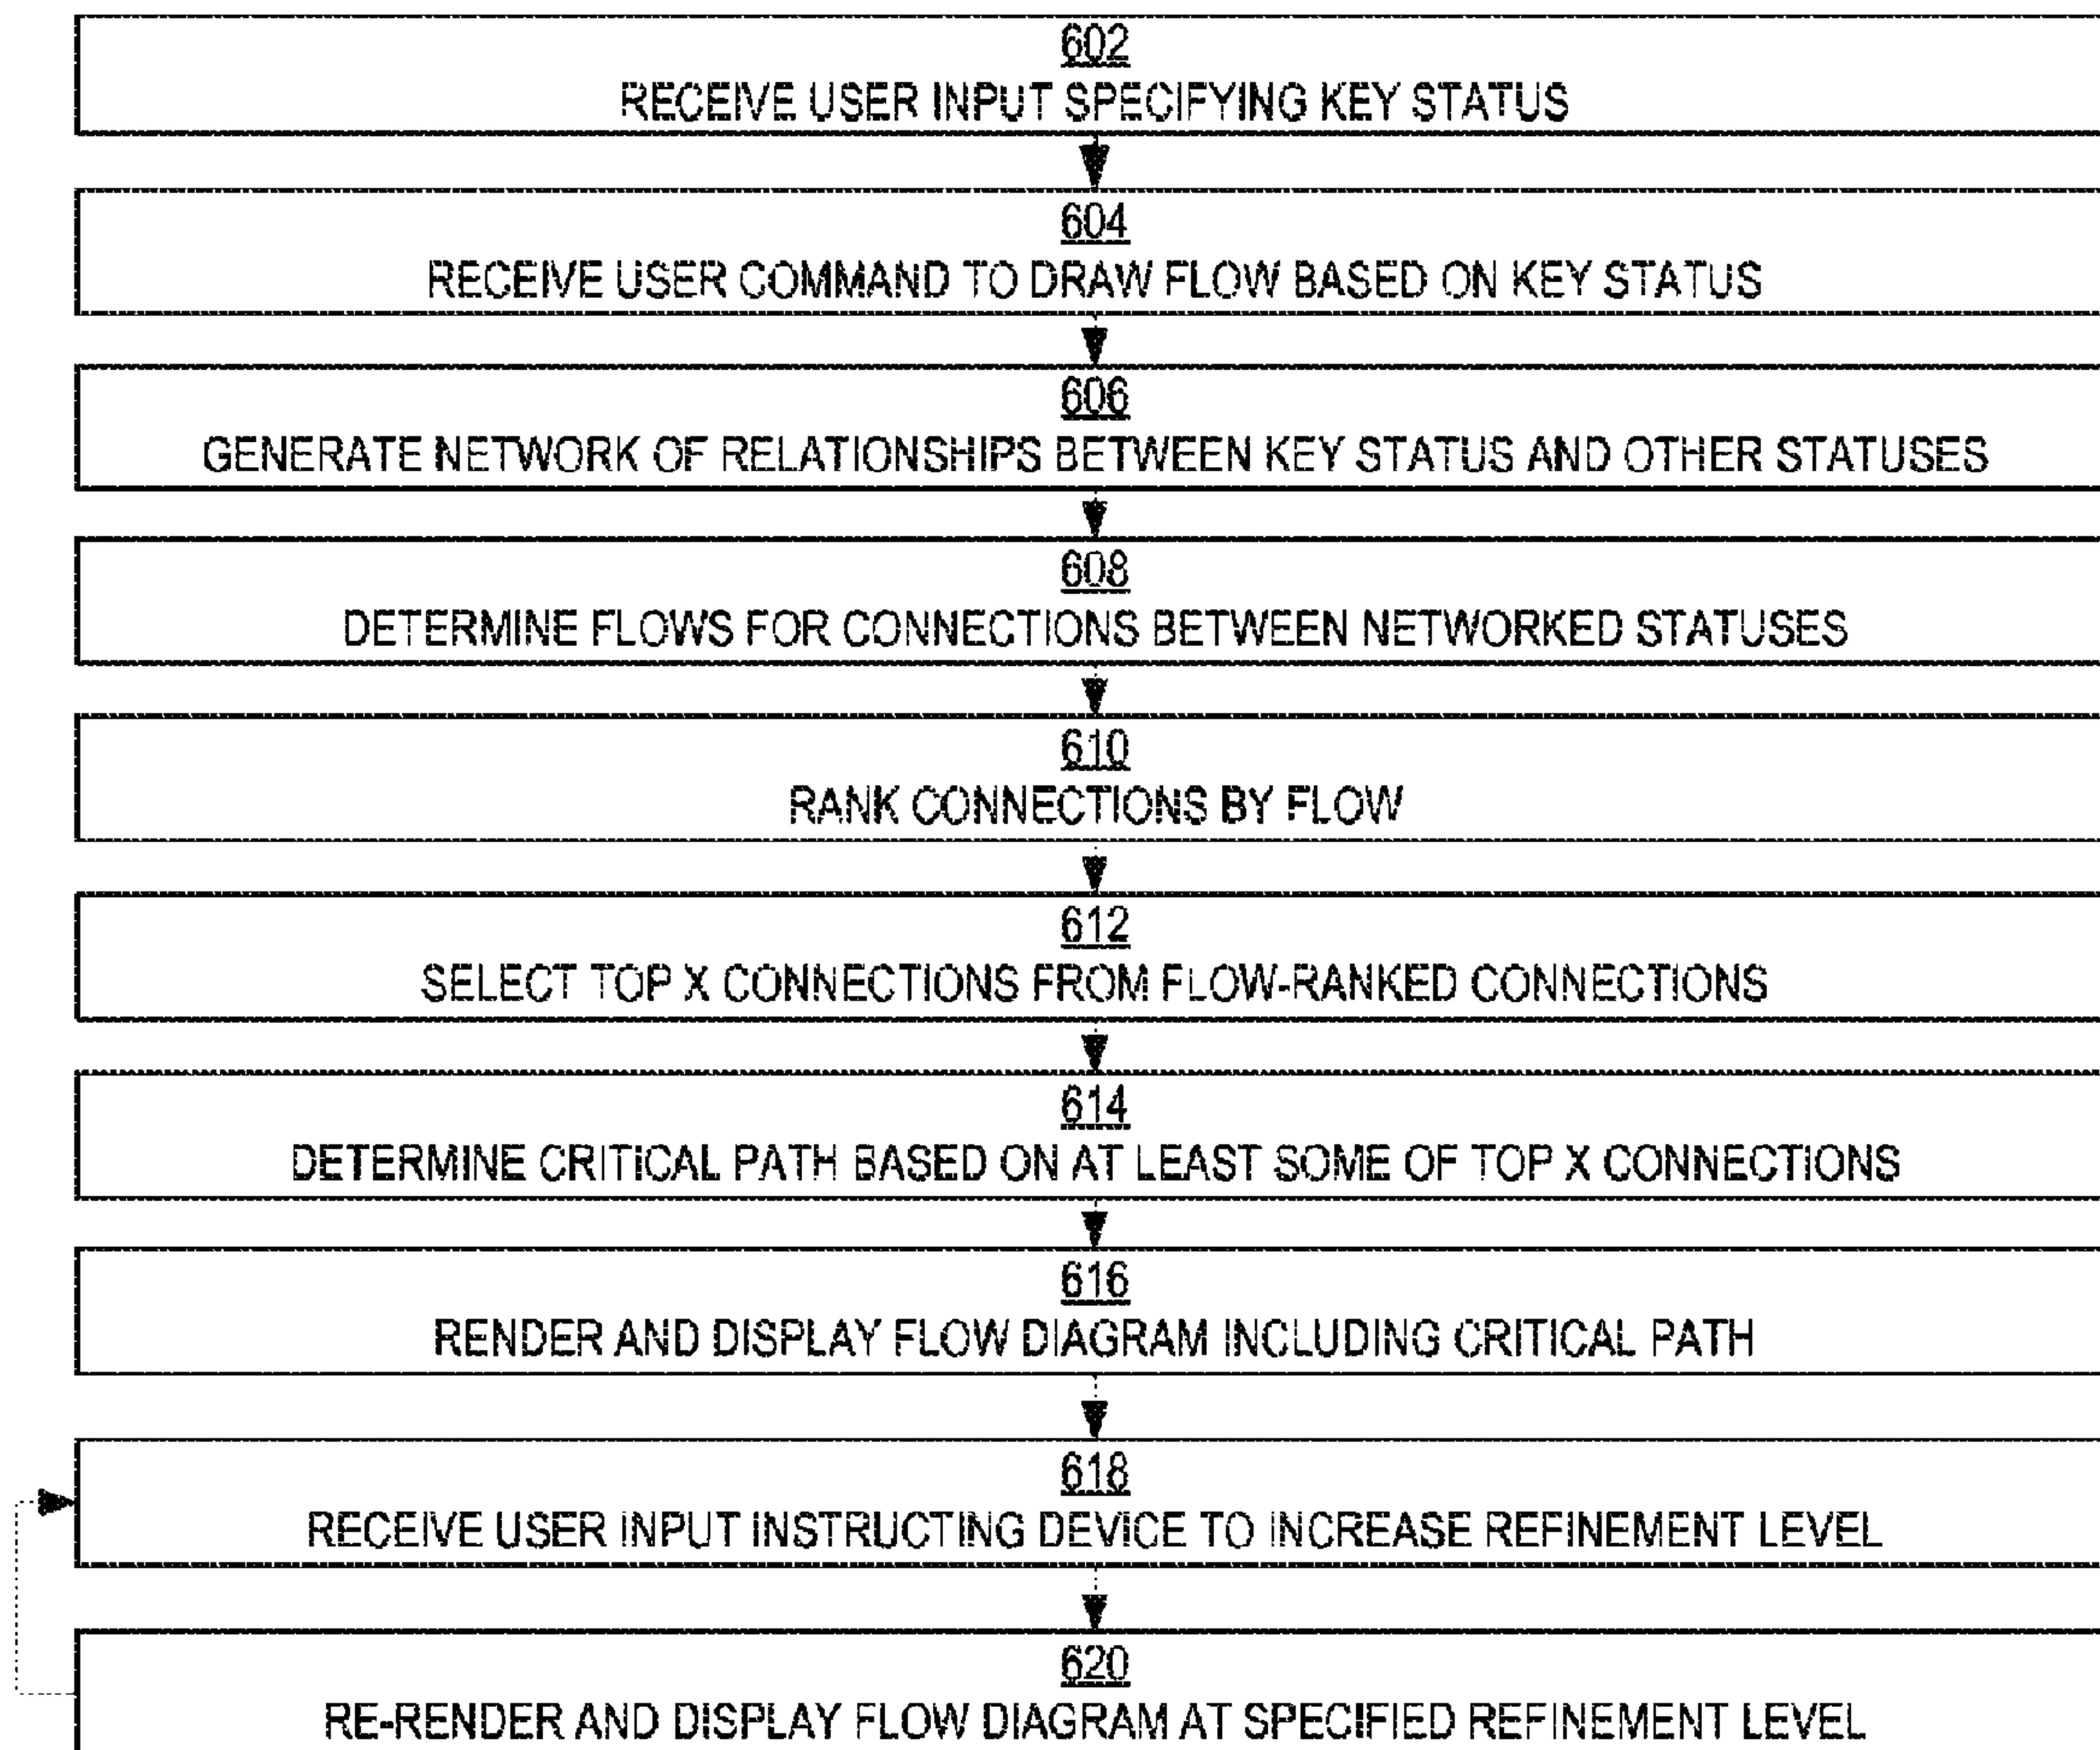 602
RECEIVE USER INPUT SPECIFYING KEY STATUS
604
RECEIVE USER COMMAND TO DRAW FLOW BASED ON KEY STATUS
606
GENERATE NETWORK OF RELATIONSHIPS BETWEEN KEY STATUS AND OTHER STATUSES
608
DETERMINE FLOWS FOR CONNECTIONS BETWEEN NETWORKED STATUSES
610
RANK CONNECTIONS BY FLOW
612
SELECT TOP X CONNECTIONS FROM FLOW-RANKED CONNECTIONS
614
DETERMINE CRITICAL PATH BASED ON AT LEAST SOME OF TOP X CONNECTIONS
616
RENDER AND DISPLAY FLOW DIAGRAM INCLUDING CRITICAL PATH
618
RECEIVE USER INPUT INSTRUCTING DEVICE TO INCREASE REFINEMENT LEVEL
620
RE-RENDER AND DISPLAY FLOW DIAGRAM AT SPECIFIED REFINEMENT LEVEL